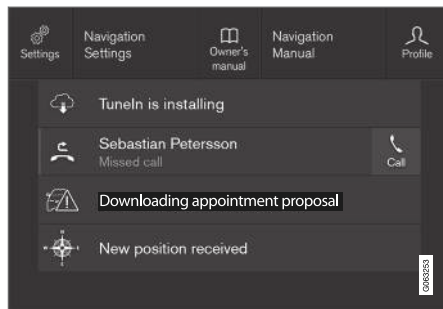 Settings
Navigation
Settings
Owner's
manual
Navigation
Manual
Profile
TuneIn is installing
Sebastian Petersson
Missed call
Call
Downloading appointment proposal
N
New position received
G063253